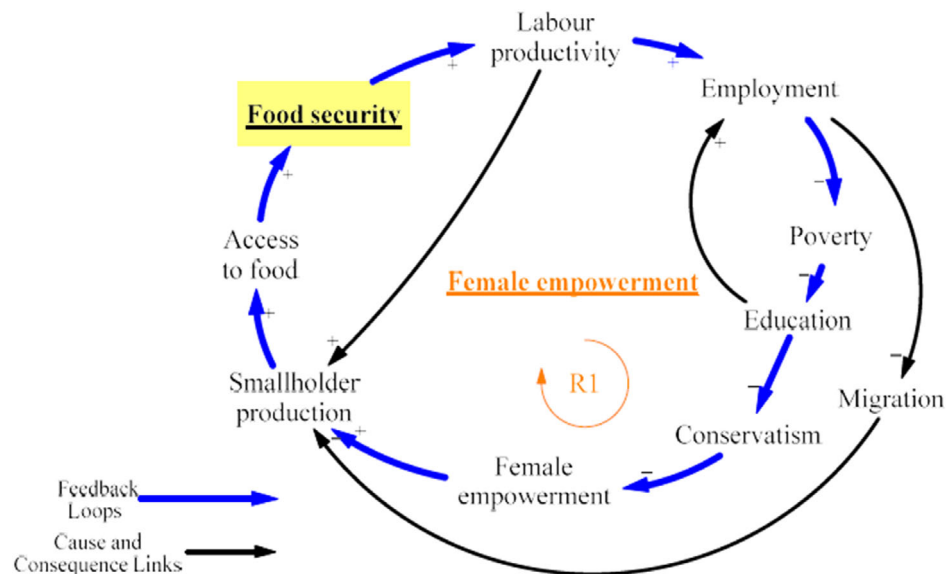 Labour
productivity
Employment
Food security
Poverty
Access
to food
Female empowerment
Education
R1
Smallholder
production
Migration
Conservatism
Female
empowerment
Feedback
Loops
Cause and
Consequence Links
+
+
+
+
+
+
+
+
−
−
−
−
−
−